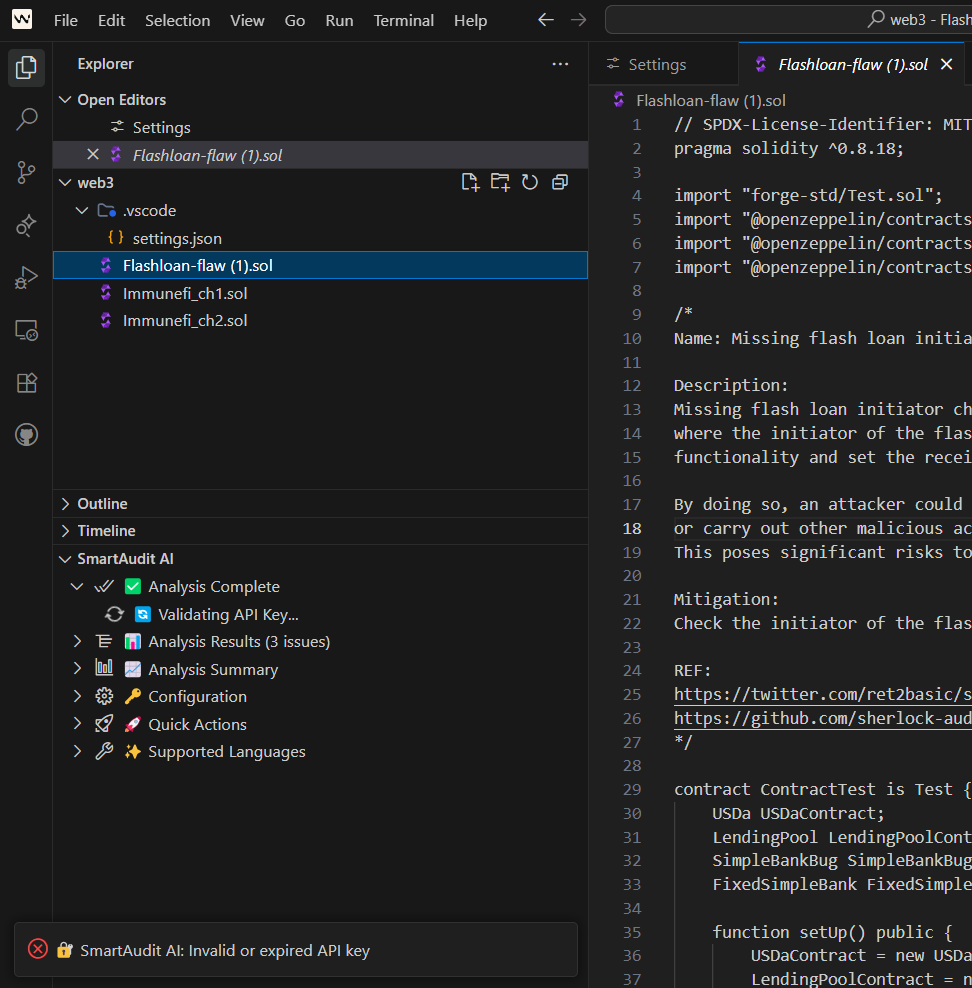 File Edit Selection View Go Run Terminal Help
web3 - Flash
Explorer
Open Editors
Settings
Flashloan-flaw (1).sol
web3
.vscode
settings.json
Flashloan-flaw (1).sol
Immunefi_ch1.sol
Immunefi_ch2.sol
Outline
Timeline
SmartAudit AI
Analysis Complete
Validating API Key...
Analysis Results (3 issues)
Analysis Summary
Configuration
Quick Actions
Supported Languages
SmartAudit AI: Invalid or expired API key
Settings
Flashloan-flaw (1).sol
Flashloan-flaw (1).sol
1 // SPDX-License-Identifier: MIT
2 pragma solidity ^0.8.18;
3
4 import "forge-std/Test.sol";
5 import "@openzeppelin/contracts
6 import "@openzeppelin/contracts
7 import "@openzeppelin/contracts
8
9 /*
10 Name: Missing flash loan initia
11
12 Description:
13 Missing flash loan initiator ch
14 where the initiator of the flas
15 functionality and set the recei
16
17 By doing so, an attacker could
18 or carry out other malicious ac
19 This poses significant risks to
20
21 Mitigation:
22 Check the initiator of the flas
23
24 REF:
25 https://twitter.com/ret2basic/s
26 https://github.com/sherlock-aud
27 */
28
29 contract ContractTest is Test {
30 USDa USDaContract;
31 LendingPool LendingPoolCont
32 SimpleBankBug SimpleBankBug
33 FixedSimpleBank FixedSimple
34
35 function setUp() public {
36 USDaContract = new USDa
37 LendingPoolContract = n